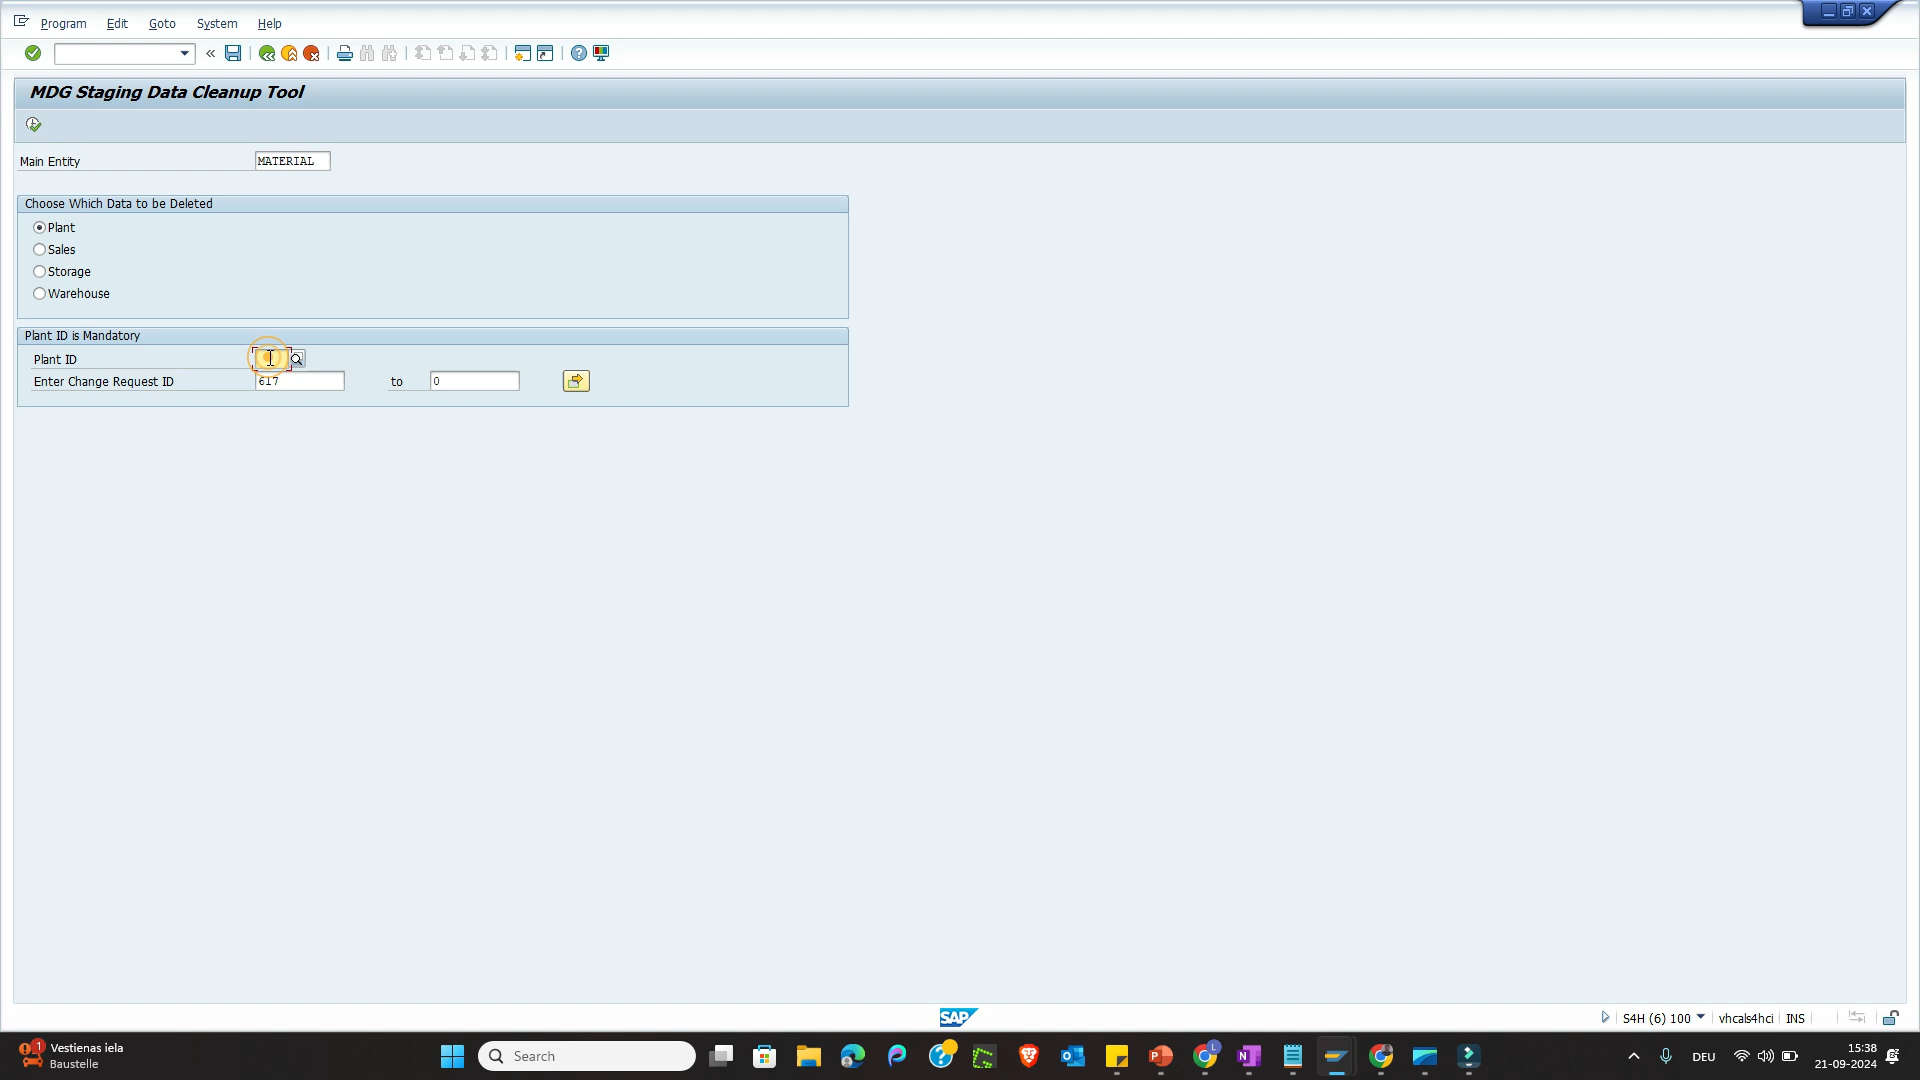 Program Edit Goto System Help
MDG Staging Data Cleanup Tool
Main Entity MATERIAL
Choose Which Data to be Deleted
Plant
Sales
Storage
Warehouse
Plant ID is Mandatory
Plant ID
Enter Change Request ID 617 to 0
SAP
S4H (6) 100 vhcals4hci INS
1 Vestienas iela
Baustelle
Search
DEU
15:38
21-09-2024